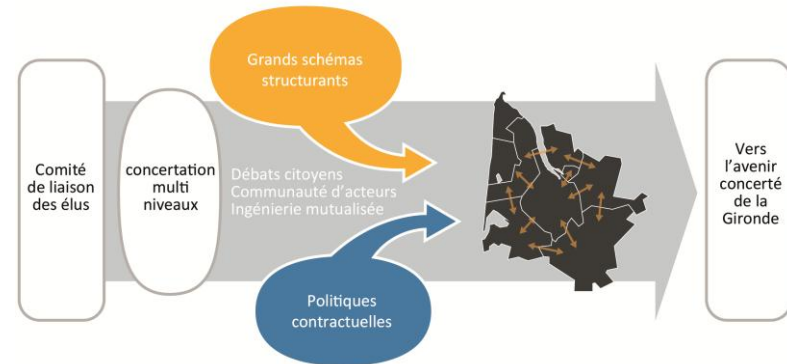 Comité
de liaison
des élus
concertation
multi
niveaux
Grands schémas
structurants
Débats citoyens
Communauté d'acteurs
Ingénierie mutualisée
Politiques
contractuelles
Vers
l'avenir
concerté
de la
Gironde